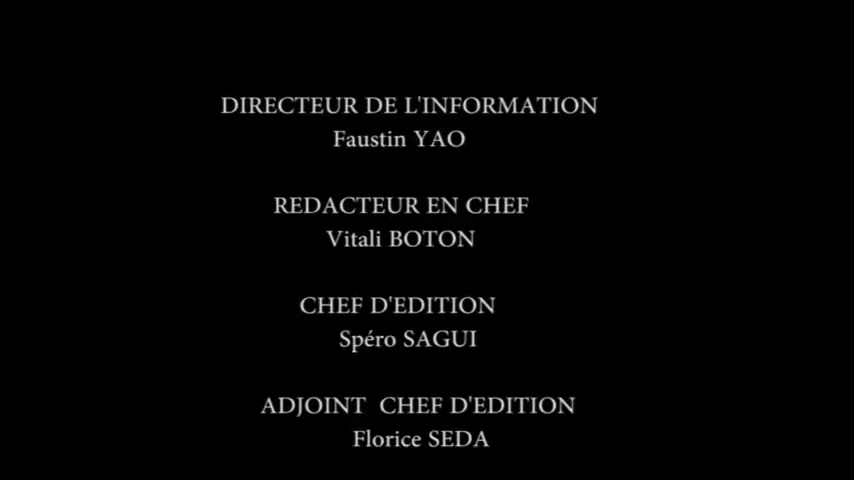 DIRECTEUR DE L'INFORMATION
Faustin YAO
REDACTEUR EN CHEF
Vitali BOTON
CHEF D'EDITION
Spéro SAGUI
ADJOINT  CHEF D'EDITION
Florice SEDA